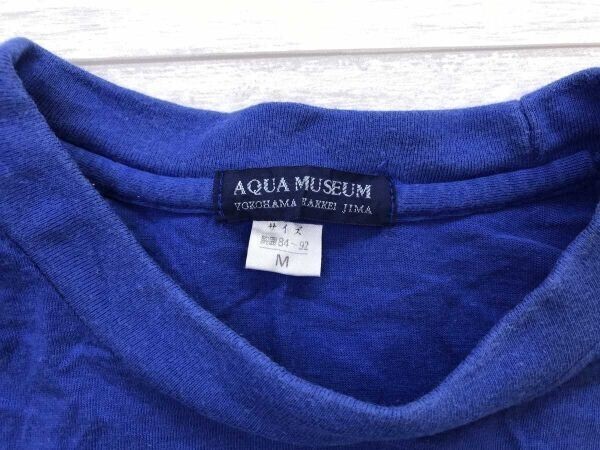 AQUA MUSEUM
YOKOHAMA HAKKEI JIMA
サイズ
胸囲84~92
M